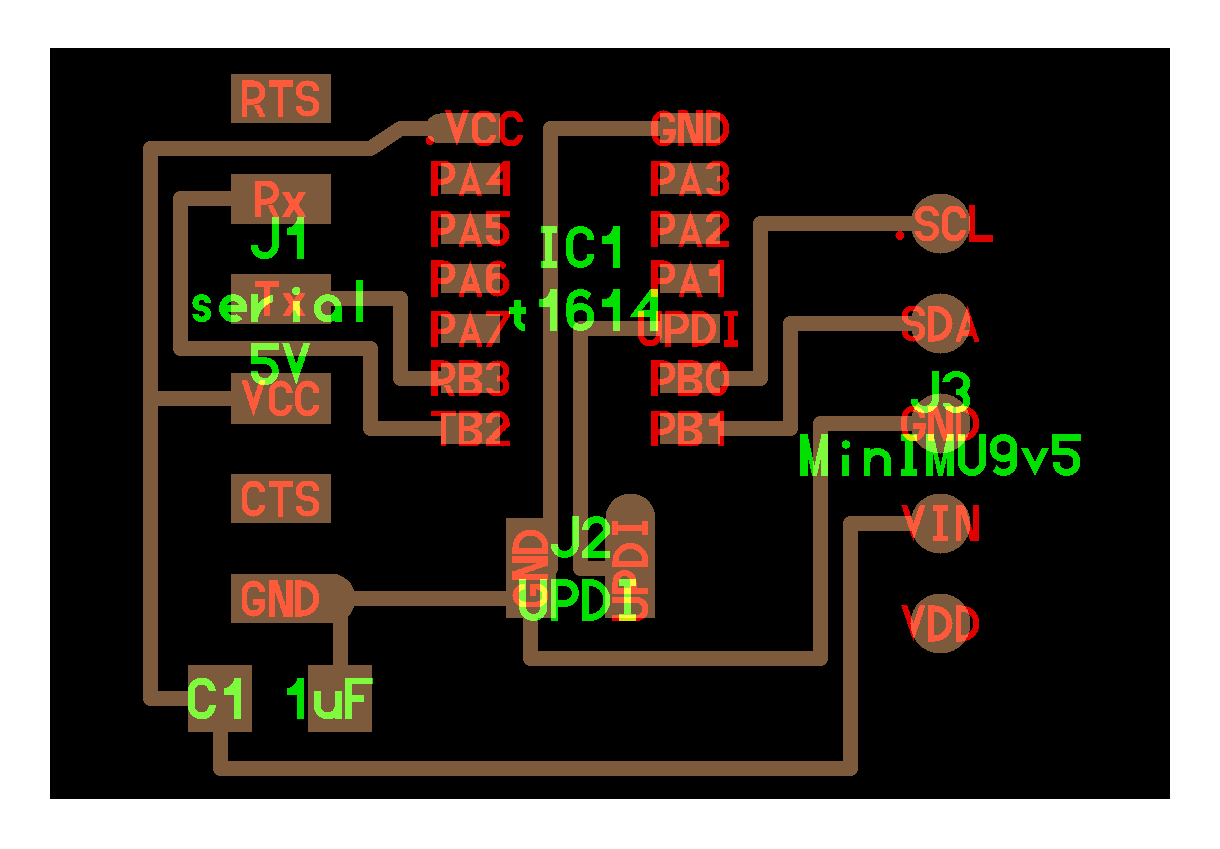 RTS
Rx
J1
Tx
serial
5V
VCC
CTS
GND
C1 1uF
.VCC
PA4
PA5
PA6
PA7
RB3
TB2
IC1
t1614
GND
PA3
PA2
PA1
UPDI
PB0
PB1
GND
UPDI
J2
UPDI
.SCL
SDA
J3
GND
MinIMU9v5
VIN
VDD